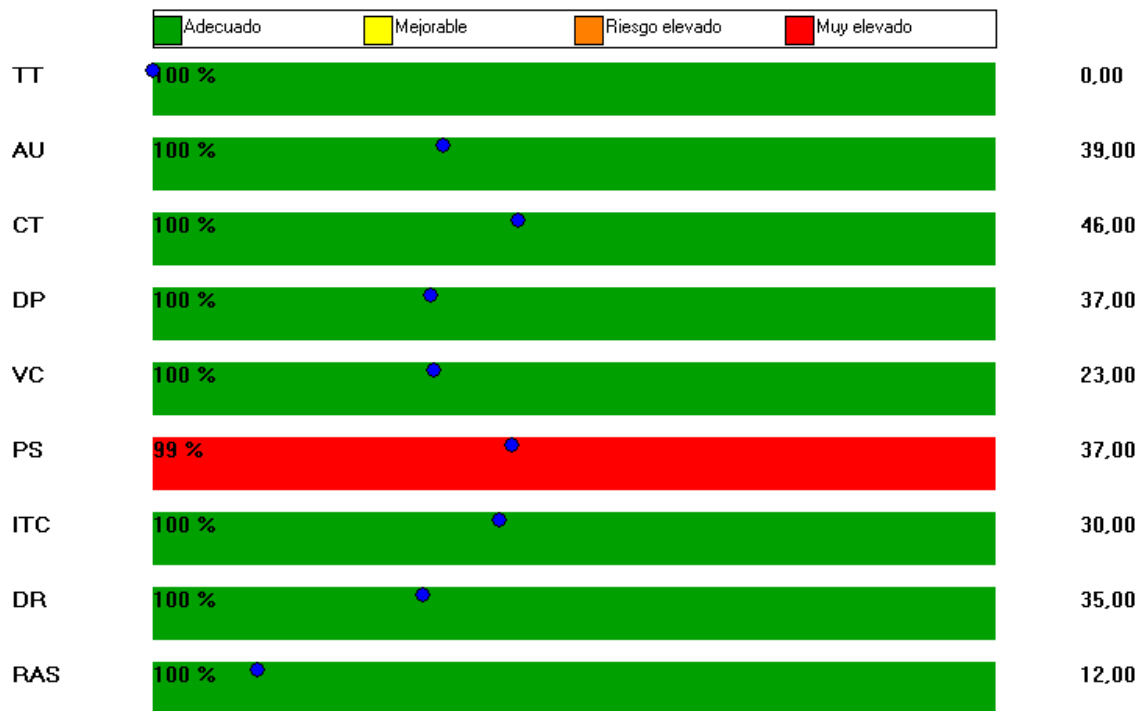 Adecuado Mejorable Riesgo elevado Muy elevado
TT 100 % 0,00
AU 100 % 39,00
CT 100 % 46,00
DP 100 % 37,00
VC 100 % 23,00
PS 99 % 37,00
ITC 100 % 30,00
DR 100 % 35,00
RAS 100 % 12,00